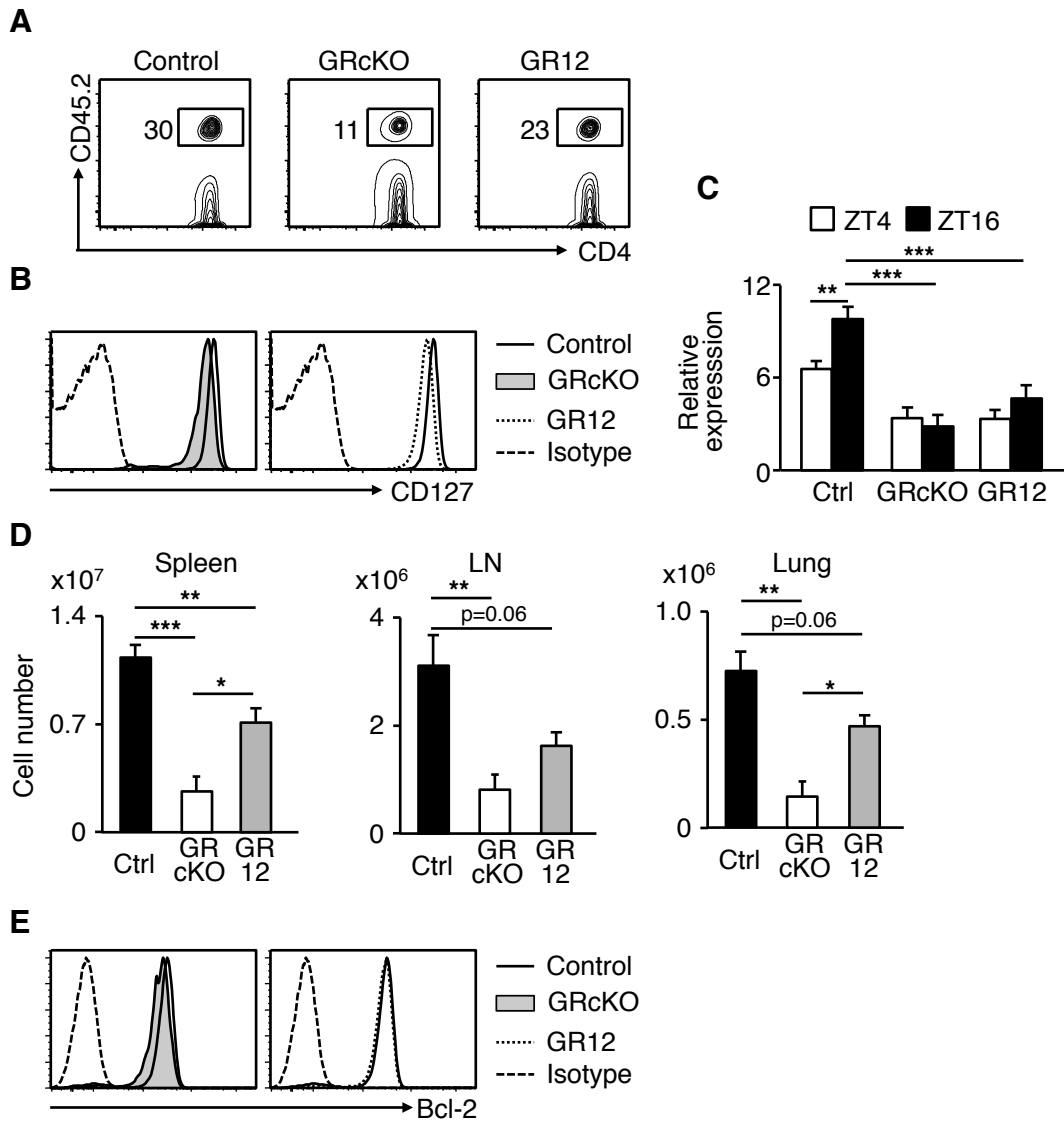 A
Control GRcKO GR12
CD45.2
30 11 23
CD4
B
Control
GRcKO
GR12
Isotype
CD127
C
ZT4 ZT16
***
***
**
12
6
0
Relative
expresssion
Ctrl GRcKO GR12
D
Spleen LN Lung
x10⁷
1.4
0.7
0
Cell number
**
***
*
Ctrl GR cKO GR 12
x10⁶
4
2
0
**
p=0.06
Ctrl GR cKO GR 12
x10⁶
1.0
0.5
0
**
p=0.06
*
Ctrl GR cKO GR 12
E
Control
GRcKO
GR12
Isotype
Bcl-2